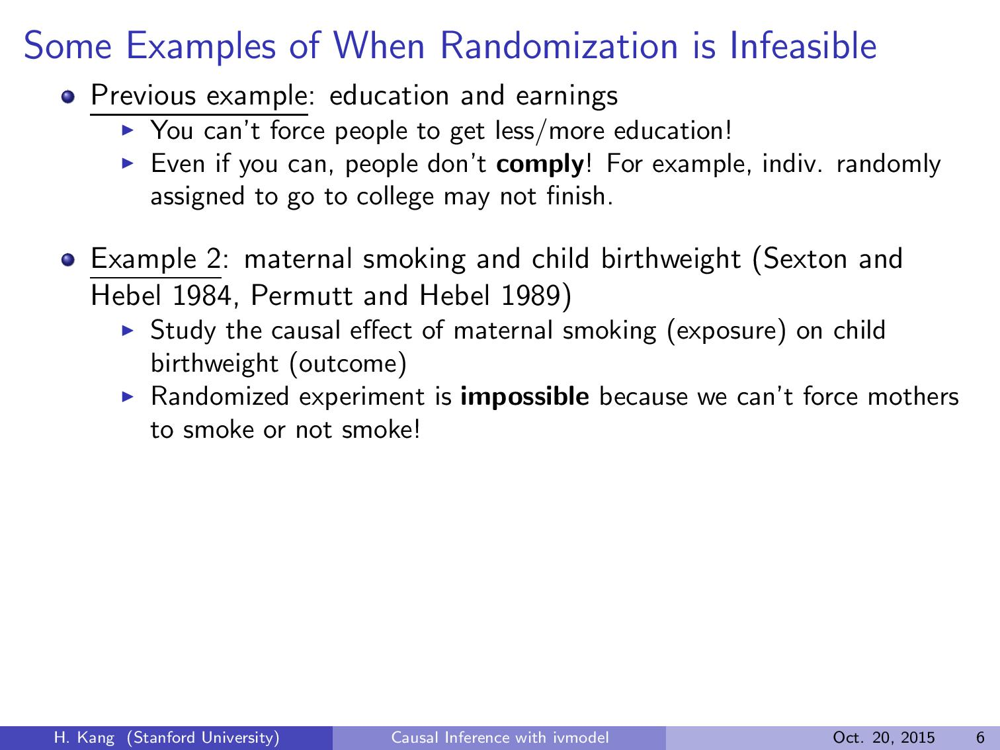 Some Examples of When Randomization is Infeasible
Previous example: education and earnings
You can't force people to get less/more education!
Even if you can, people don't comply! For example, indiv. randomly
assigned to go to college may not finish.
Example 2: maternal smoking and child birthweight (Sexton and
Hebel 1984, Permutt and Hebel 1989)
Study the causal effect of maternal smoking (exposure) on child
birthweight (outcome)
Randomized experiment is impossible because we can't force mothers
to smoke or not smoke!
H. Kang (Stanford University) Causal Inference with ivmodel Oct. 20, 2015 6